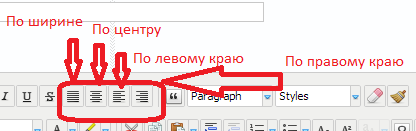 По ширине
По центру
По левому краю
По правому краю
I U S Paragraph Styles
A